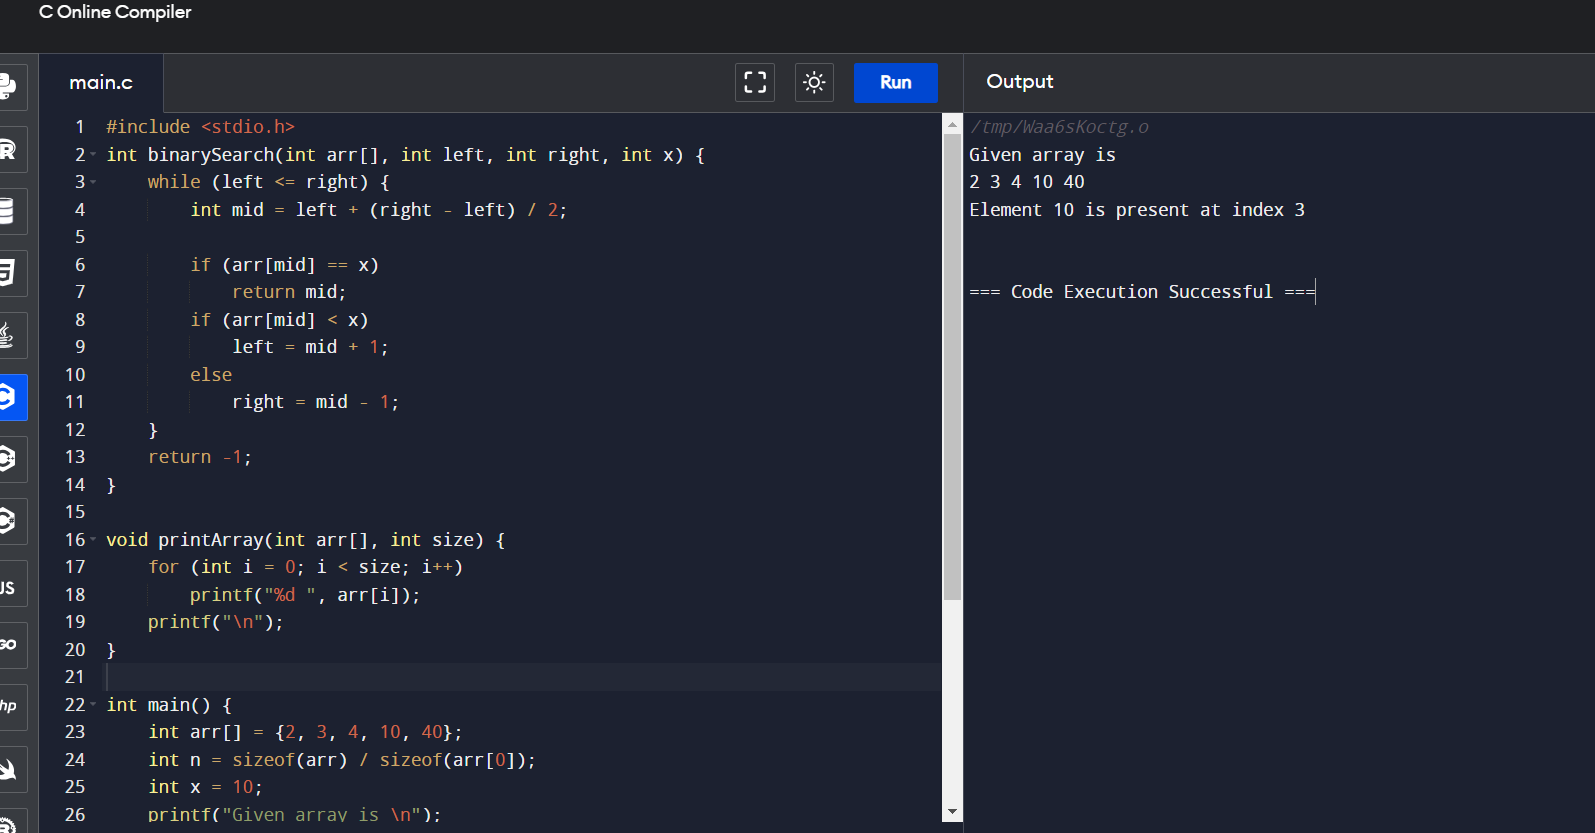 C Online Compiler
main.c
Run
Output
1 #include <stdio.h>
2 int binarySearch(int arr[], int left, int right, int x) {
3     while (left <= right) {
4         int mid = left + (right - left) / 2;
5
6         if (arr[mid] == x)
7             return mid;
8         if (arr[mid] < x)
9             left = mid + 1;
10         else
11             right = mid - 1;
12     }
13     return -1;
14 }
15
16 void printArray(int arr[], int size) {
17     for (int i = 0; i < size; i++)
18         printf("%d ", arr[i]);
19     printf("\n");
20 }
21
22 int main() {
23     int arr[] = {2, 3, 4, 10, 40};
24     int n = sizeof(arr) / sizeof(arr[0]);
25     int x = 10;
26     printf("Given array is \n");
/tmp/Waa6sKoctg.o
Given array is
2 3 4 10 40
Element 10 is present at index 3
=== Code Execution Successful ===
R
JS
GO
hp